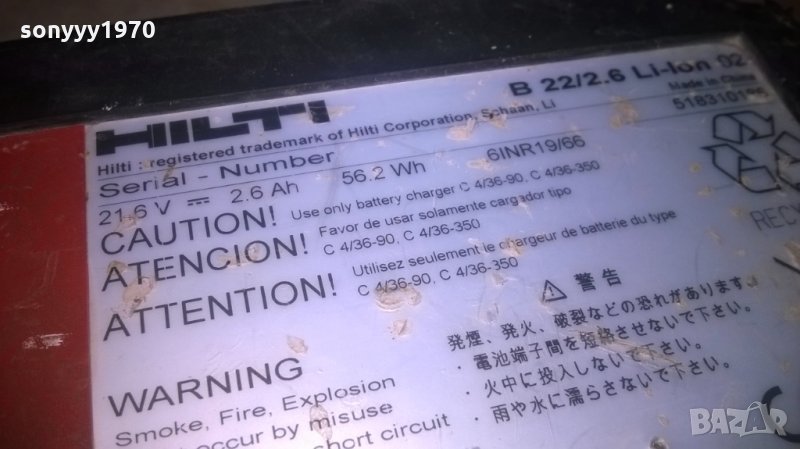 sonyyy1970
B 22/2.6 Li-Ion 02
HILTI
Made in China
Hilti : registered trademark of Hilti Corporation, Schaan, LI
Serial - Number
6INR19/66
21.6 V 2.6 Ah 56.2 Wh
CAUTION! Use only battery charger C 4/36-90, C 4/36-350
ATENCION! Favor de usar solamente cargador tipo
C 4/36-90, C 4/36-350
ATTENTION! Utilisez seulement le chargeur de batterie du type
C 4/36-90, C 4/36-350
⚠ 警告
発煙、発火、破裂などの恐れがあります。
・電池端子間を短絡させないで下さい。
・火中に投入しないで下さい。
・雨や水に濡らさないで下さい。
WARNING
Smoke, Fire, Explosion
occur by misuse
short circuit
BAZAR